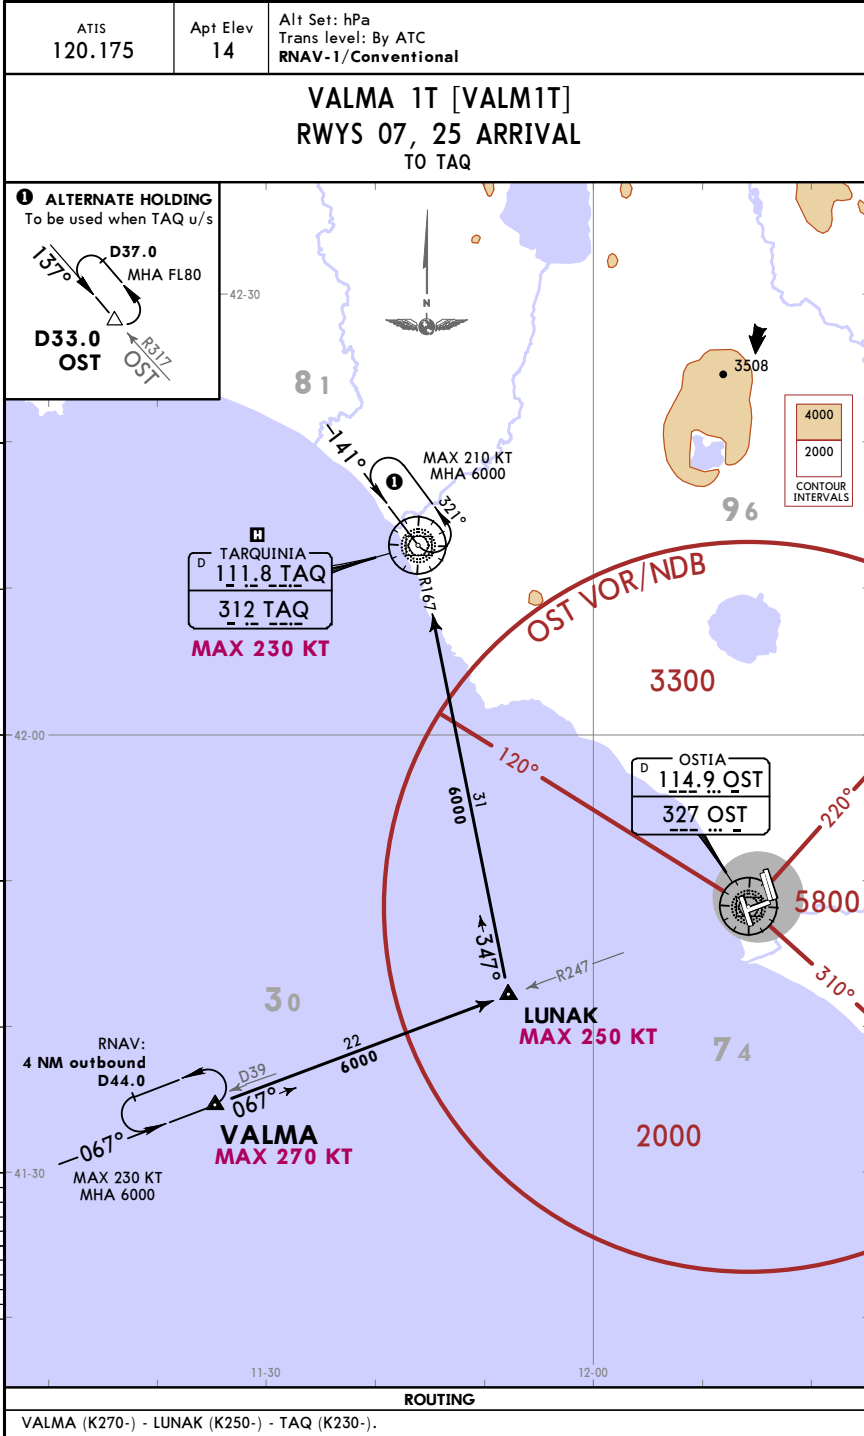 ATIS
120.175
Apt Elev
14
Alt Set: hPa
Trans level: By ATC
RNAV-1/Conventional
VALMA 1T [VALM1T]
RWYS 07, 25 ARRIVAL
TO TAQ
1 ALTERNATE HOLDING
To be used when TAQ u/s
137°
D37.0
MHA FL80
D33.0
OST
R317
OST
42-30
N
81
3508
4000
2000
CONTOUR
INTERVALS
96
141°
1
MAX 210 KT
MHA 6000
321°
H
TARQUINIA
D 111.8 TAQ
312 TAQ
MAX 230 KT
R167
OST VOR/NDB
3300
42-00
120°
OSTIA
D 114.9 OST
327 OST
220°
31
6000
5800
347°
R247
310°
30
LUNAK
MAX 250 KT
74
RNAV:
4 NM outbound
D44.0
22
6000
D39
067°
067°
VALMA
MAX 270 KT
2000
41-30
MAX 230 KT
MHA 6000
11-30
12-00
ROUTING
VALMA (K270-) - LUNAK (K250-) - TAQ (K230-).